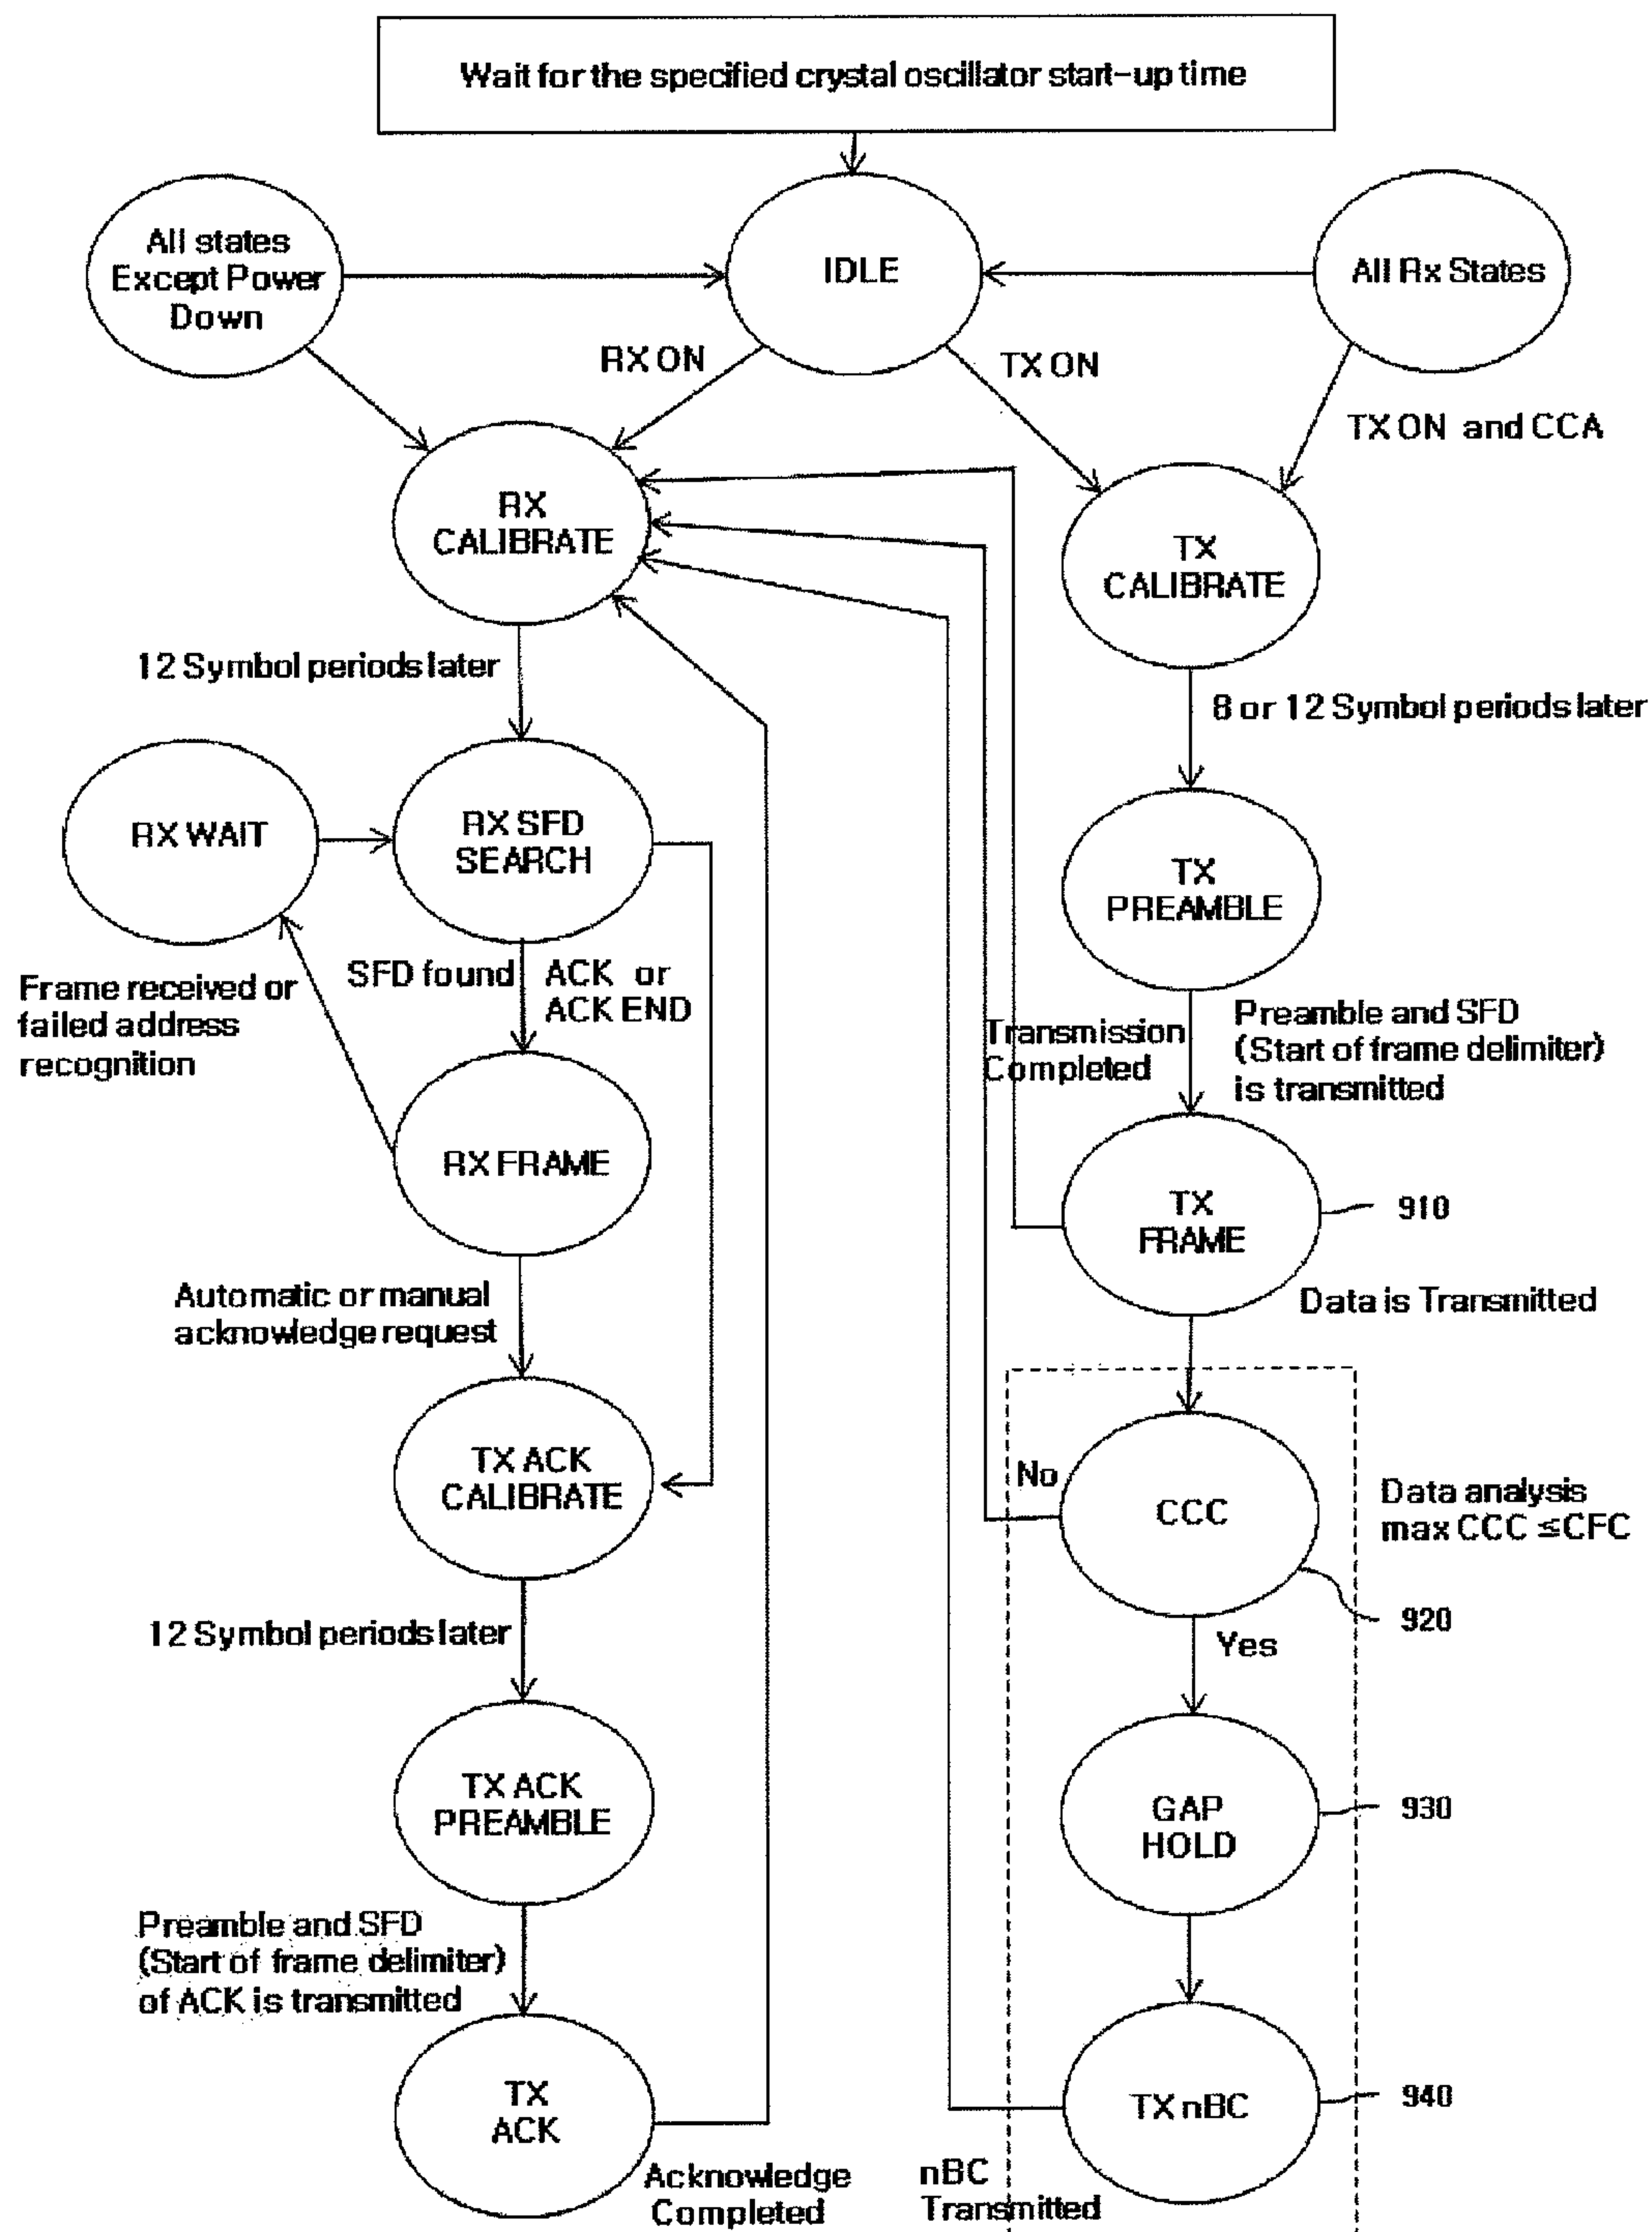 Wait for the specified crystal oscillator start-up time
All states
Except Power
Down
IDLE
All Rx States
RX ON
TX ON
TX ON and CCA
RX
CALIBRATE
TX
CALIBRATE
12 Symbol periods later
8 or 12 Symbol periods later
RX WAIT
RX SFD
SEARCH
TX
PREAMBLE
Frame received or
failed address
recognition
SFD found
ACK or
ACK END
Transmission
Completed
Preamble and SFD
(Start of frame delimiter)
is transmitted
RX FRAME
TX
FRAME
910
Automatic or manual
acknowledge request
Data is Transmitted
TX ACK
CALIBRATE
No
CCC
Data analysis
max CCC ≤CFC
920
12 Symbol periods later
Yes
TX ACK
PREAMBLE
GAP
HOLD
930
Preamble and SFD
(Start of frame delimiter)
of ACK is transmitted
TX
ACK
TX nBC
940
Acknowledge
Completed
nBC
Transmitted